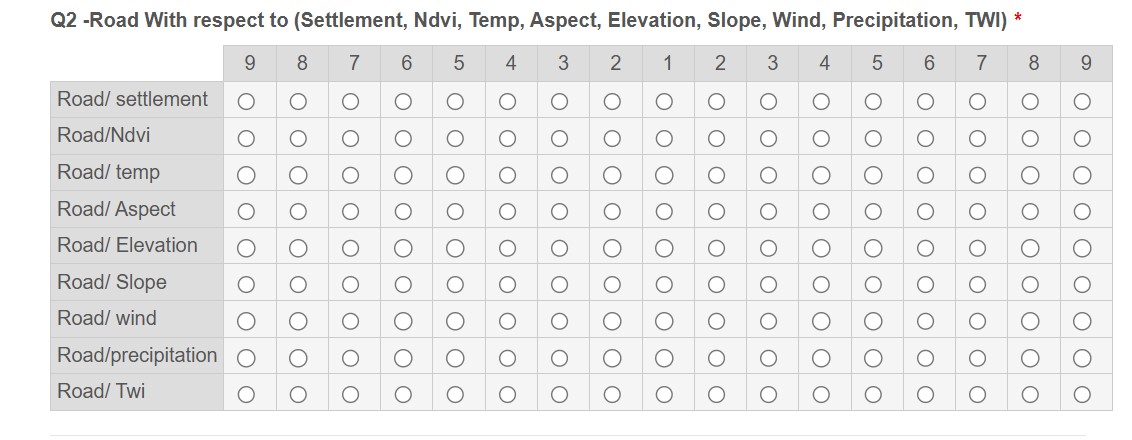 Q2 -Road With respect to (Settlement, Ndvi, Temp, Aspect, Elevation, Slope, Wind, Precipitation, TWI) *
9 8 7 6 5 4 3 2 1 2 3 4 5 6 7 8 9
Road/ settlement
Road/Ndvi
Road/ temp
Road/ Aspect
Road/ Elevation
Road/ Slope
Road/ wind
Road/precipitation
Road/ Twi